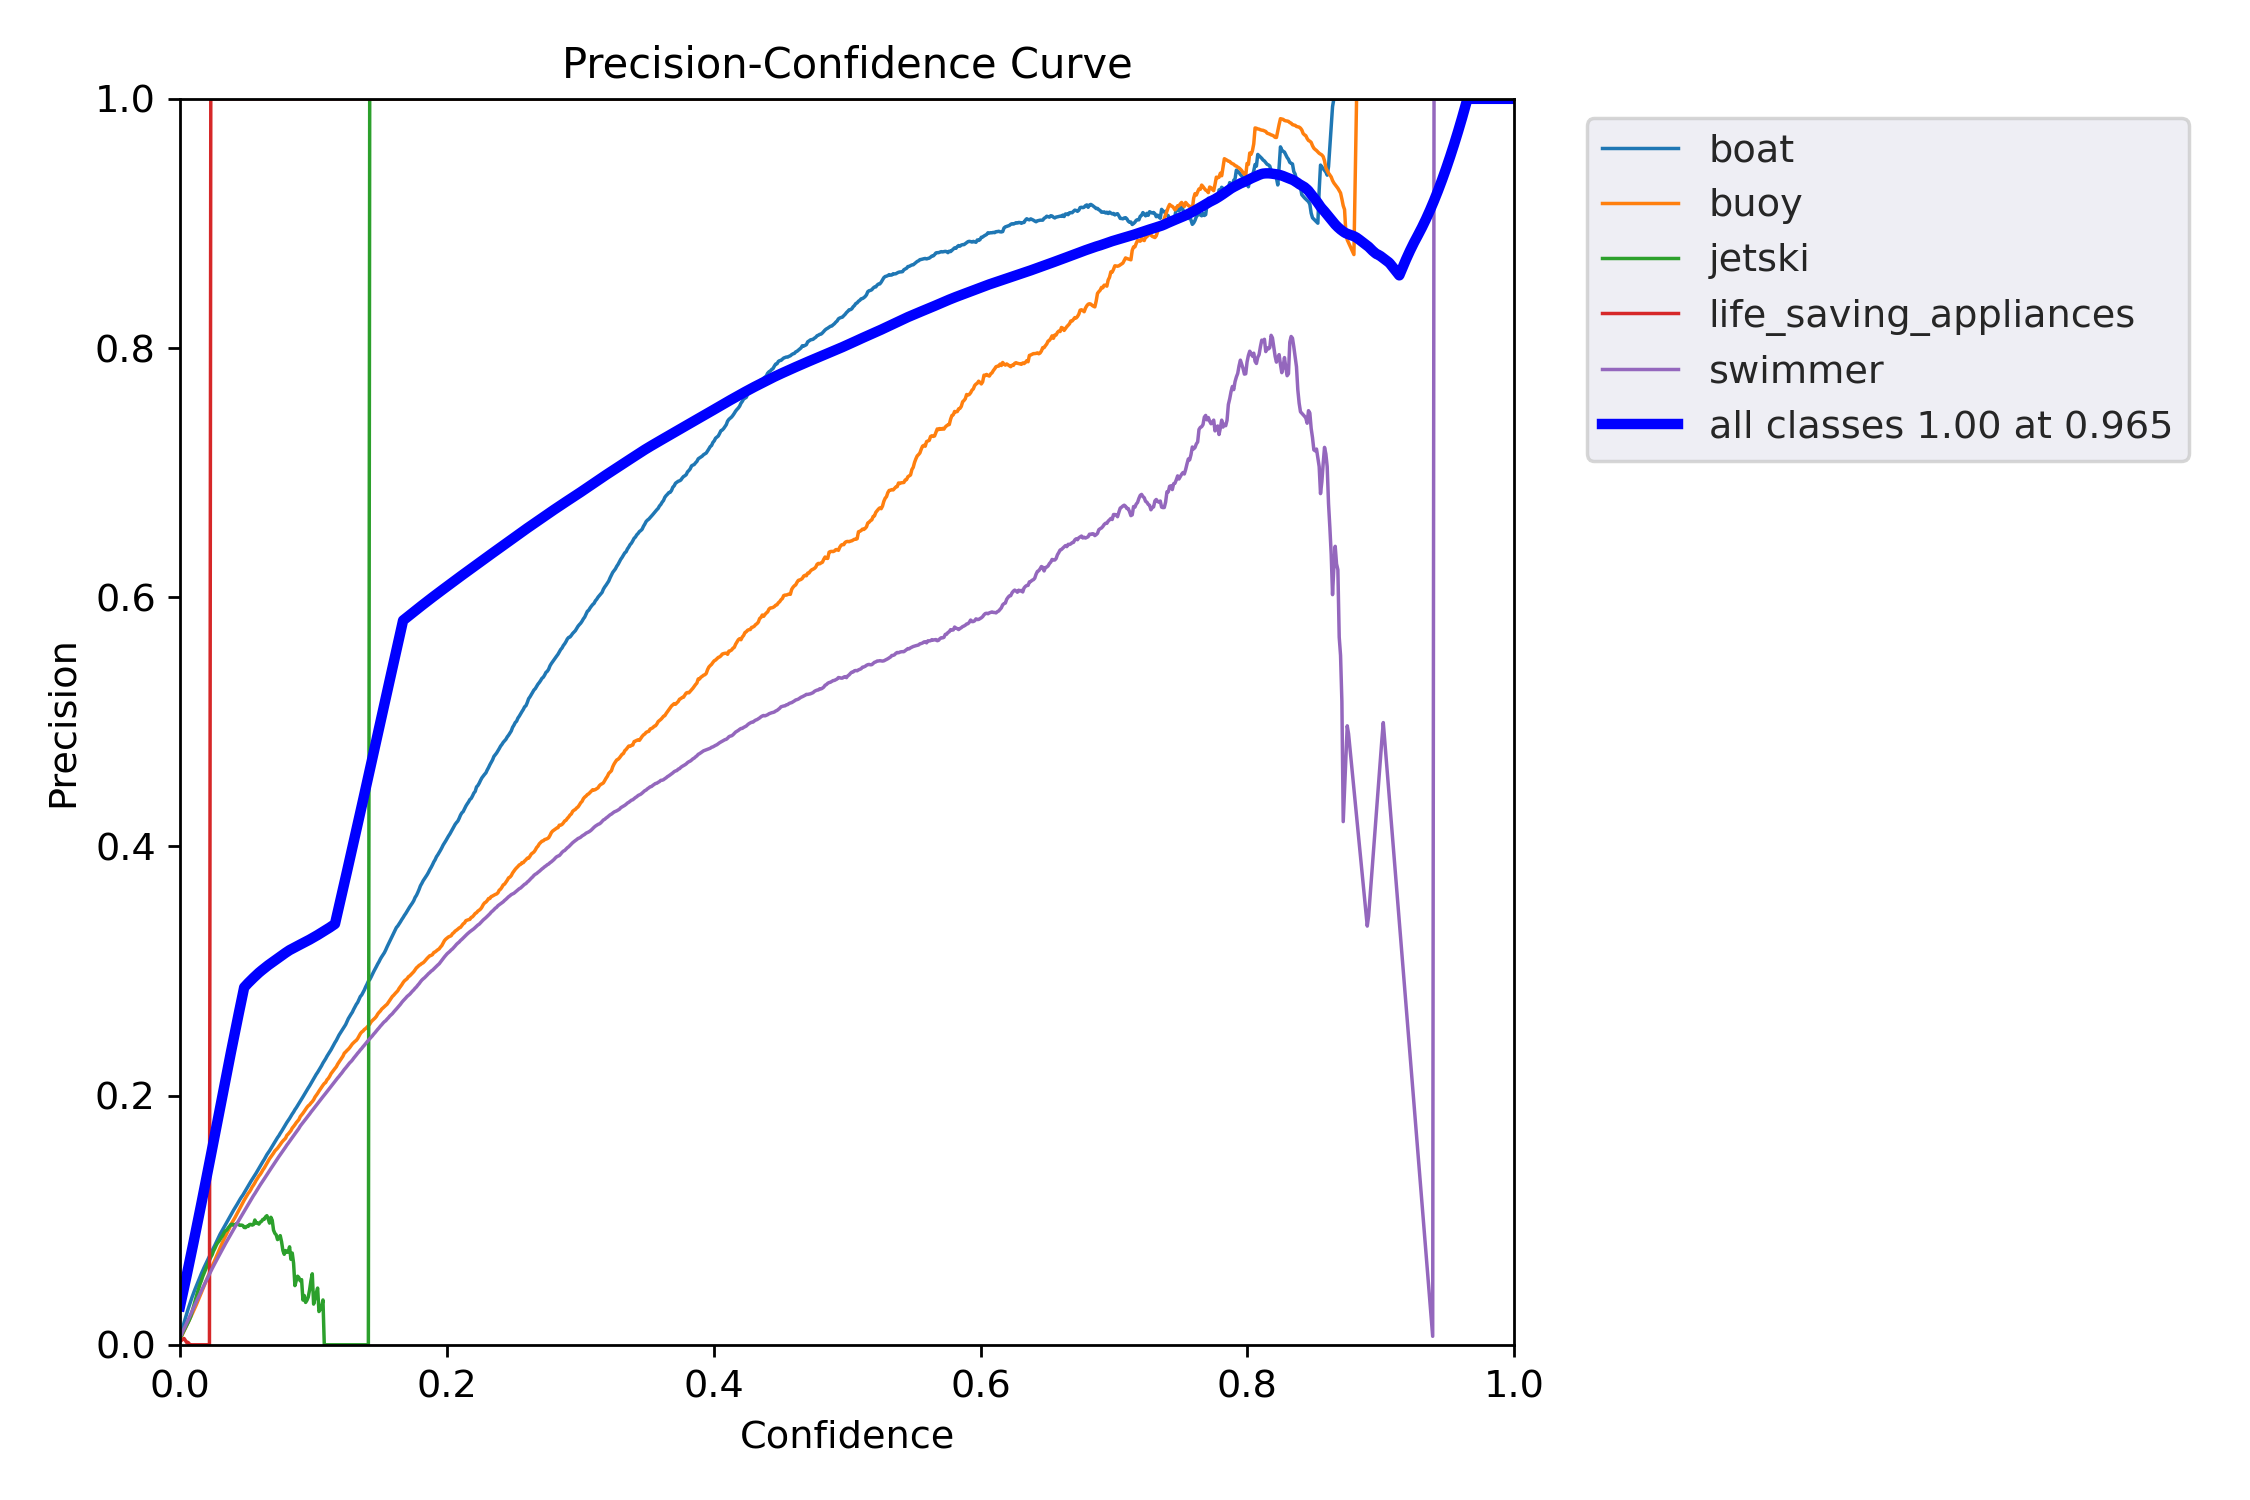 Precision-Confidence Curve
1.0
0.8
0.6
0.4
0.2
0.0
Precision
0.0 0.2 0.4 0.6 0.8 1.0
Confidence
boat
buoy
jetski
life_saving_appliances
swimmer
all classes 1.00 at 0.965